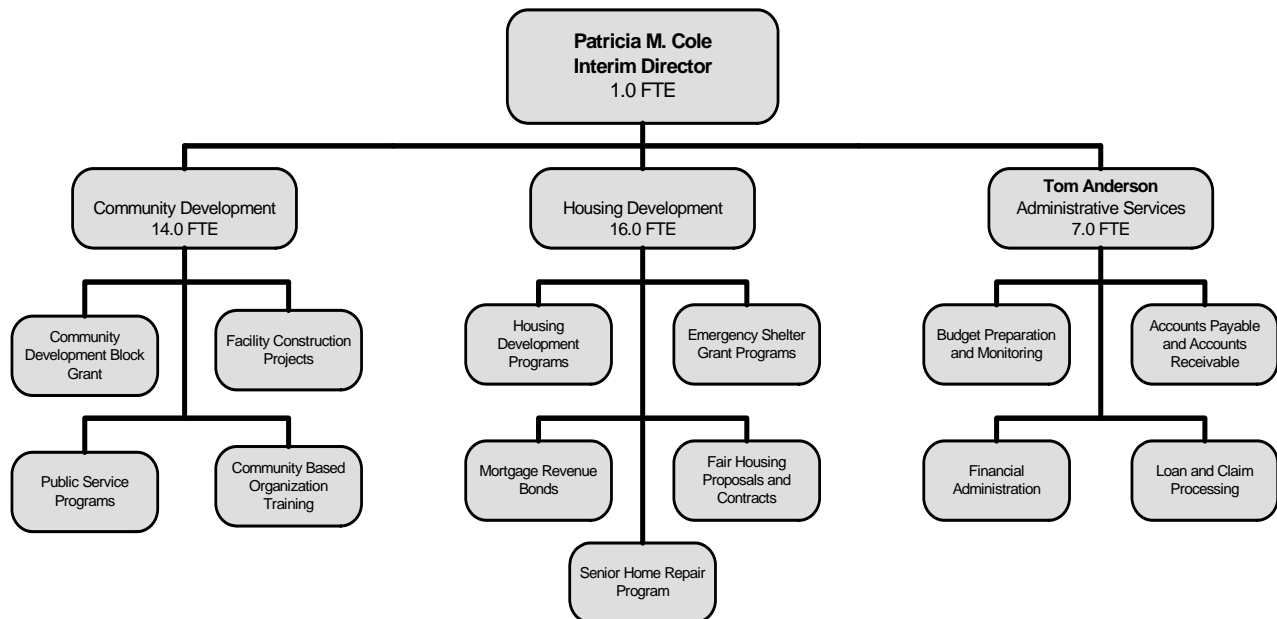 Patricia M. Cole
Interim Director
1.0 FTE
Community Development
14.0 FTE
Housing Development
16.0 FTE
Tom Anderson
Administrative Services
7.0 FTE
Community
Development Block
Grant
Facility Construction
Projects
Housing
Development
Programs
Emergency Shelter
Grant Programs
Budget Preparation
and Monitoring
Accounts Payable
and Accounts
Receivable
Public Service
Programs
Community Based
Organization
Training
Mortgage Revenue
Bonds
Fair Housing
Proposals and
Contracts
Financial
Administration
Loan and Claim
Processing
Senior Home Repair
Program